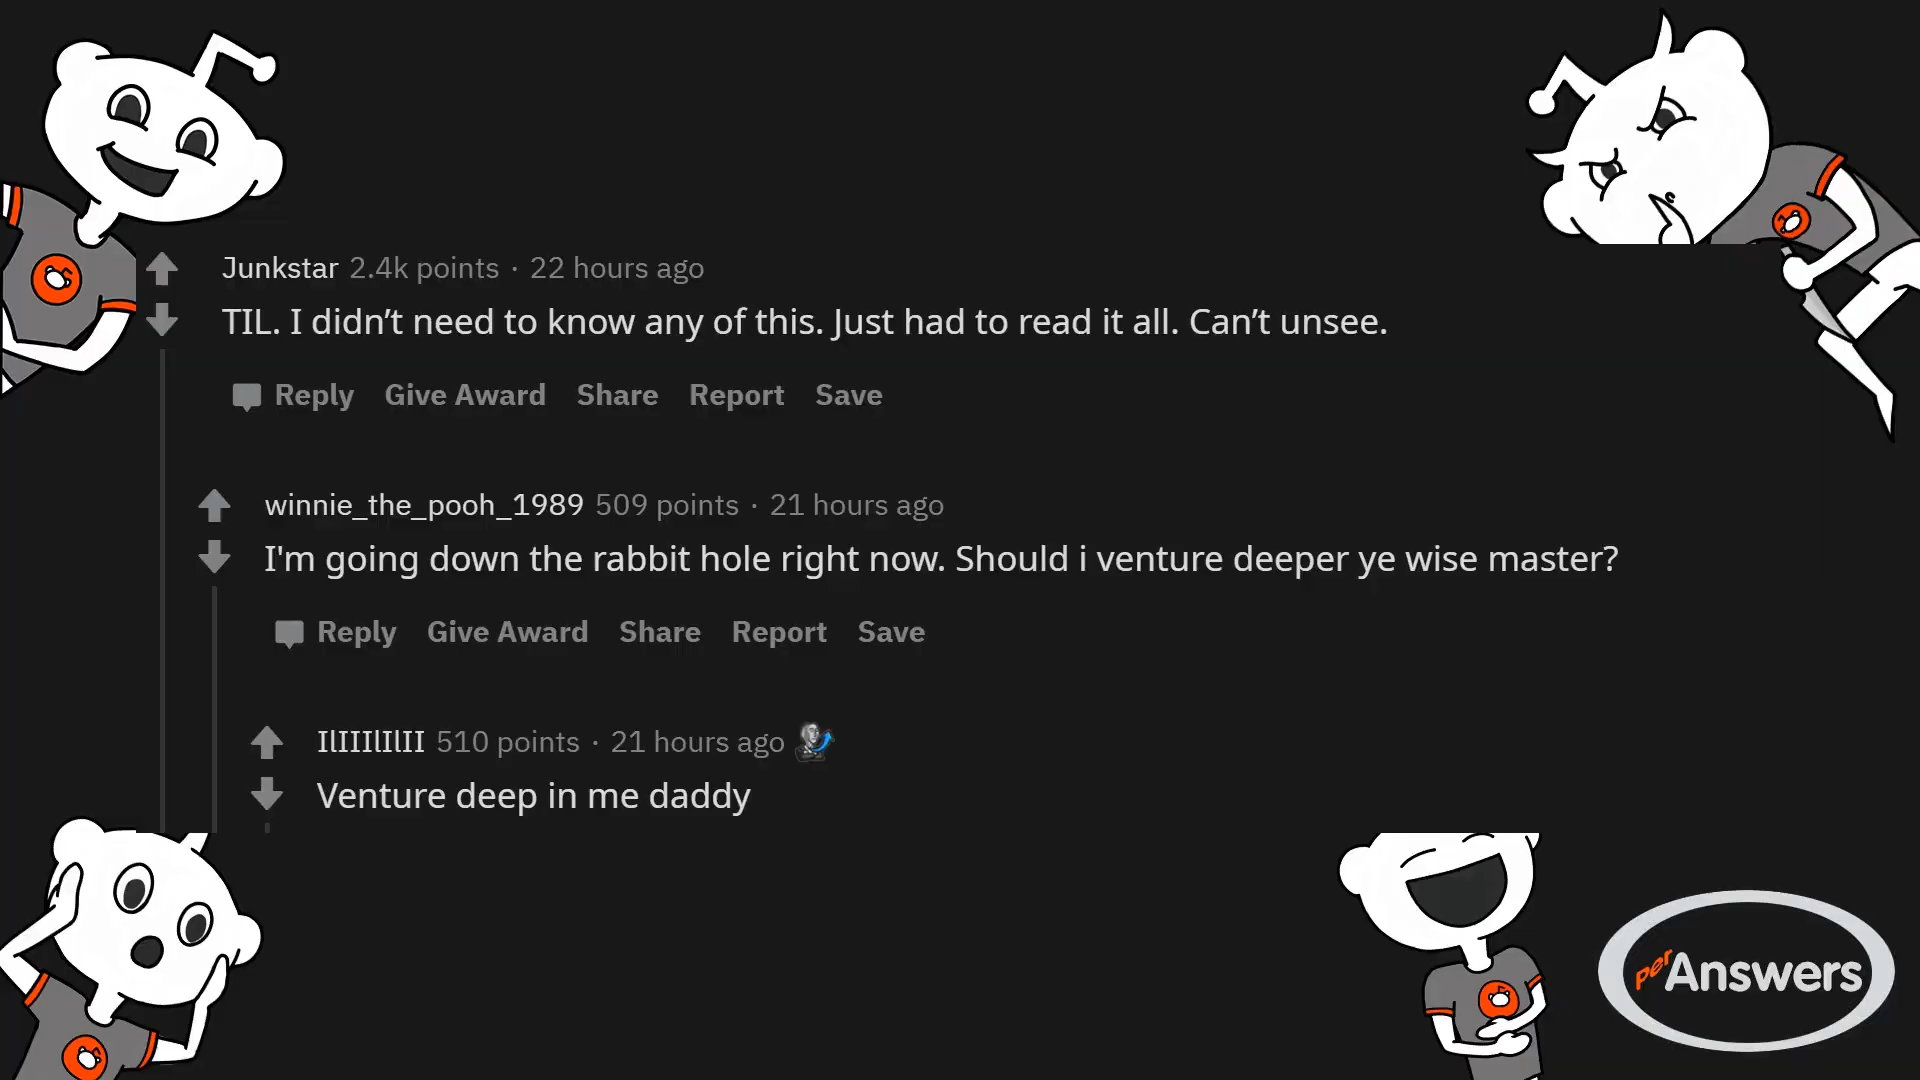 Junkstar 2.4k points · 22 hours ago
TIL. I didn’t need to know any of this. Just had to read it all. Can’t unsee.
Reply Give Award Share Report Save
winnie_the_pooh_1989 509 points · 21 hours ago
I'm going down the rabbit hole right now. Should i venture deeper ye wise master?
Reply Give Award Share Report Save
IlIIIlIlII 510 points · 21 hours ago
Venture deep in me daddy
perAnswers